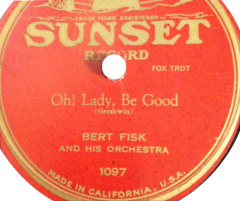 TRADE MARK REGISTERED
SUNSET
RECORD
FOX TROT
Oh! Lady, Be Good
(Gershwin)
BERT FISK
AND HIS ORCHESTRA
1097
MADE IN CALIFORNIA, U.S.A.